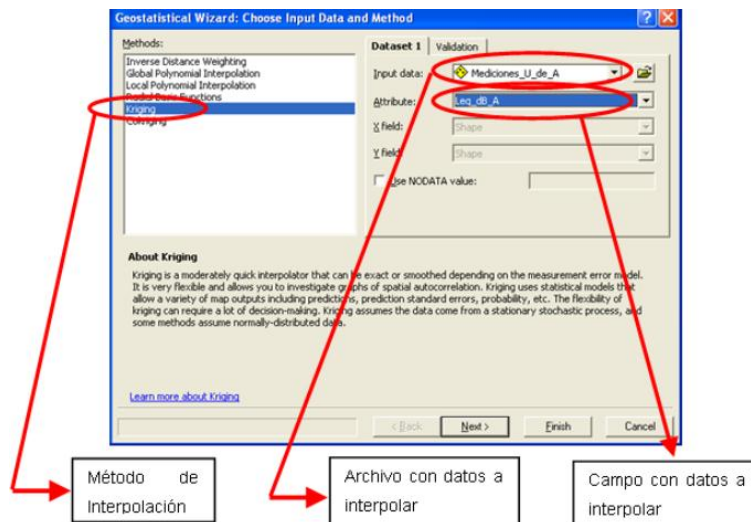 Geostatistical Wizard: Choose Input Data and Method
Methods:
Inverse Distance Weighting
Global Polynomial Interpolation
Local Polynomial Interpolation
Radial Basis Functions
Kriging
Cokriging
Dataset 1 Validation
Input data: Mediciones_U_de_A
Attribute: Leq_dB_A
X field: Shape
Y field: Shape
Use NODATA value:
About Kriging
Kriging is a moderately quick interpolator that can be exact or smoothed depending on the measurement error model.
It is very flexible and allows you to investigate graphs of spatial autocorrelation. Kriging uses statistical models that
allow a variety of map outputs including predictions, prediction standard errors, probability, etc. The flexibility of
kriging can require a lot of decision-making. Kriging assumes the data come from a stationary stochastic process, and
some methods assume normally-distributed data.
Learn more about Kriging
< Back Next > Finish Cancel
Método de
Interpolación
Archivo con datos a
interpolar
Campo con datos a
interpolar